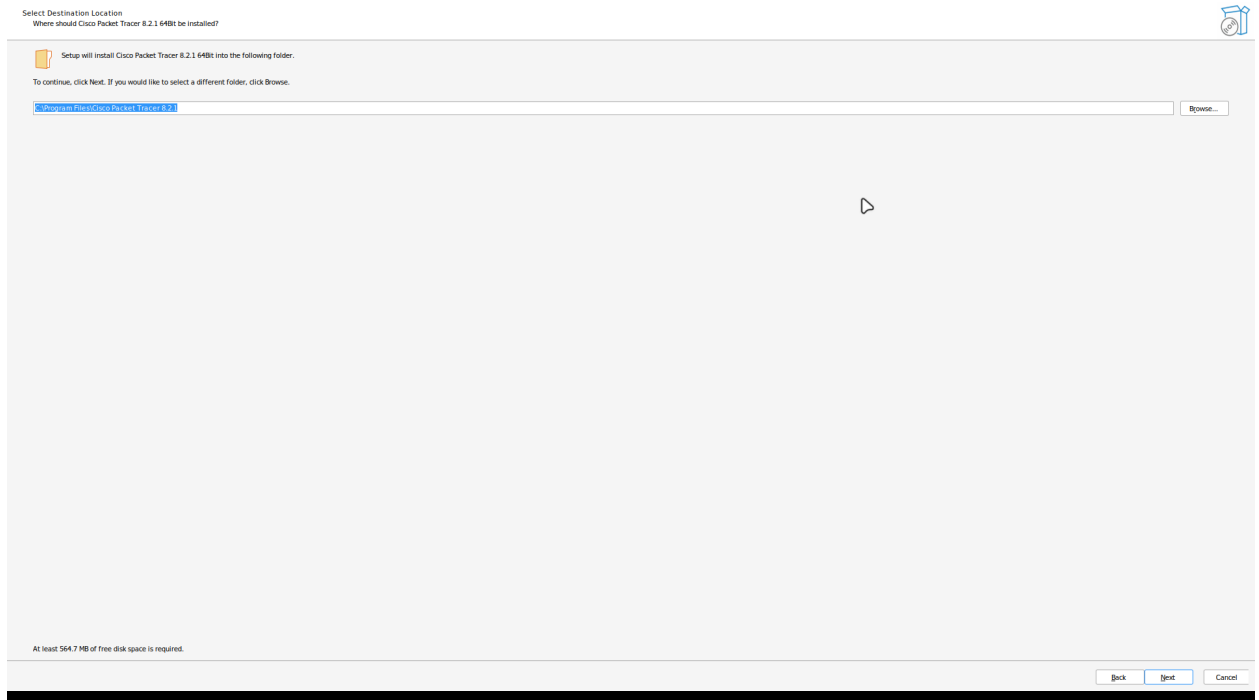 Select Destination Location
Where should Cisco Packet Tracer 8.2.1 64Bit be installed?
Setup will install Cisco Packet Tracer 8.2.1 64Bit into the following folder.
To continue, click Next. If you would like to select a different folder, click Browse.
C:\Program Files\Cisco Packet Tracer 8.2.1
Browse...
At least 564.7 MB of free disk space is required.
Back
Next
Cancel